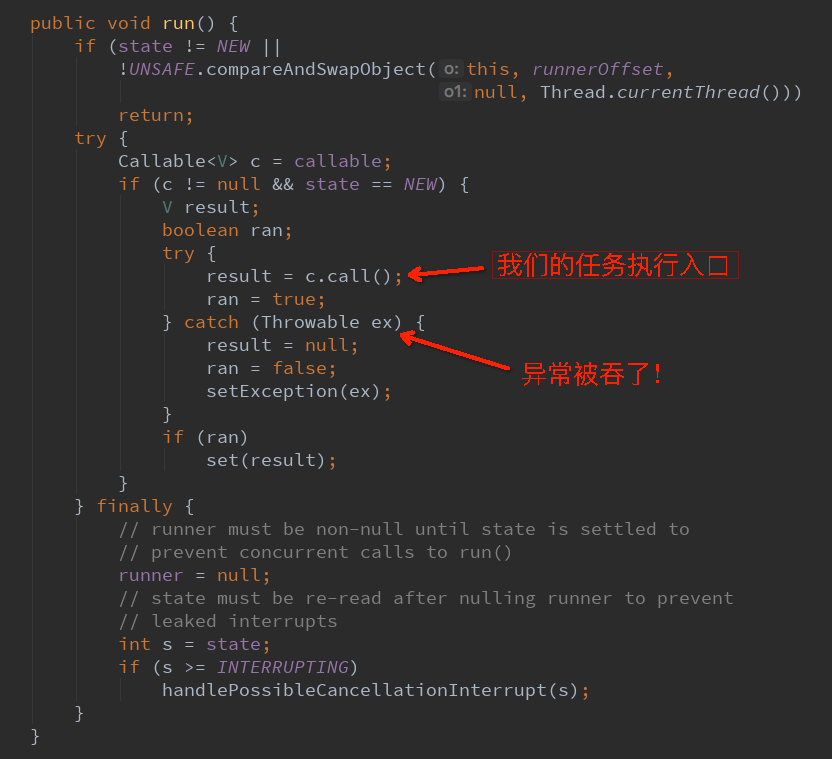 public void run() {
if (state != NEW ||
!UNSAFE.compareAndSwapObject( o: this, runnerOffset,
o1: null, Thread.currentThread()))
return;
try {
Callable<V> c = callable;
if (c != null && state == NEW) {
V result;
boolean ran;
try {
result = c.call(); 我们的任务执行入口
ran = true;
} catch (Throwable ex) {
result = null;
ran = false; 异常被吞了!
setException(ex);
}
if (ran)
set(result);
}
} finally {
// runner must be non-null until state is settled to
// prevent concurrent calls to run()
runner = null;
// state must be re-read after nulling runner to prevent
// leaked interrupts
int s = state;
if (s >= INTERRUPTING)
handlePossibleCancellationInterrupt(s);
}
}